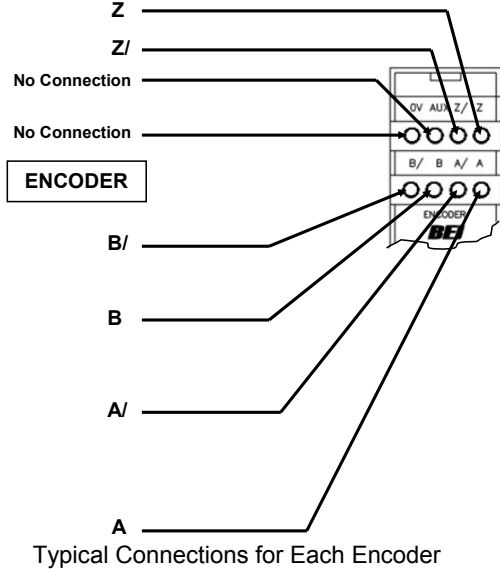 Z
Z/
No Connection
0V AUX Z/ Z
No Connection
B/ B A/ A
ENCODER
ENCODER
BEI
B/
B
A/
A
Typical Connections for Each Encoder